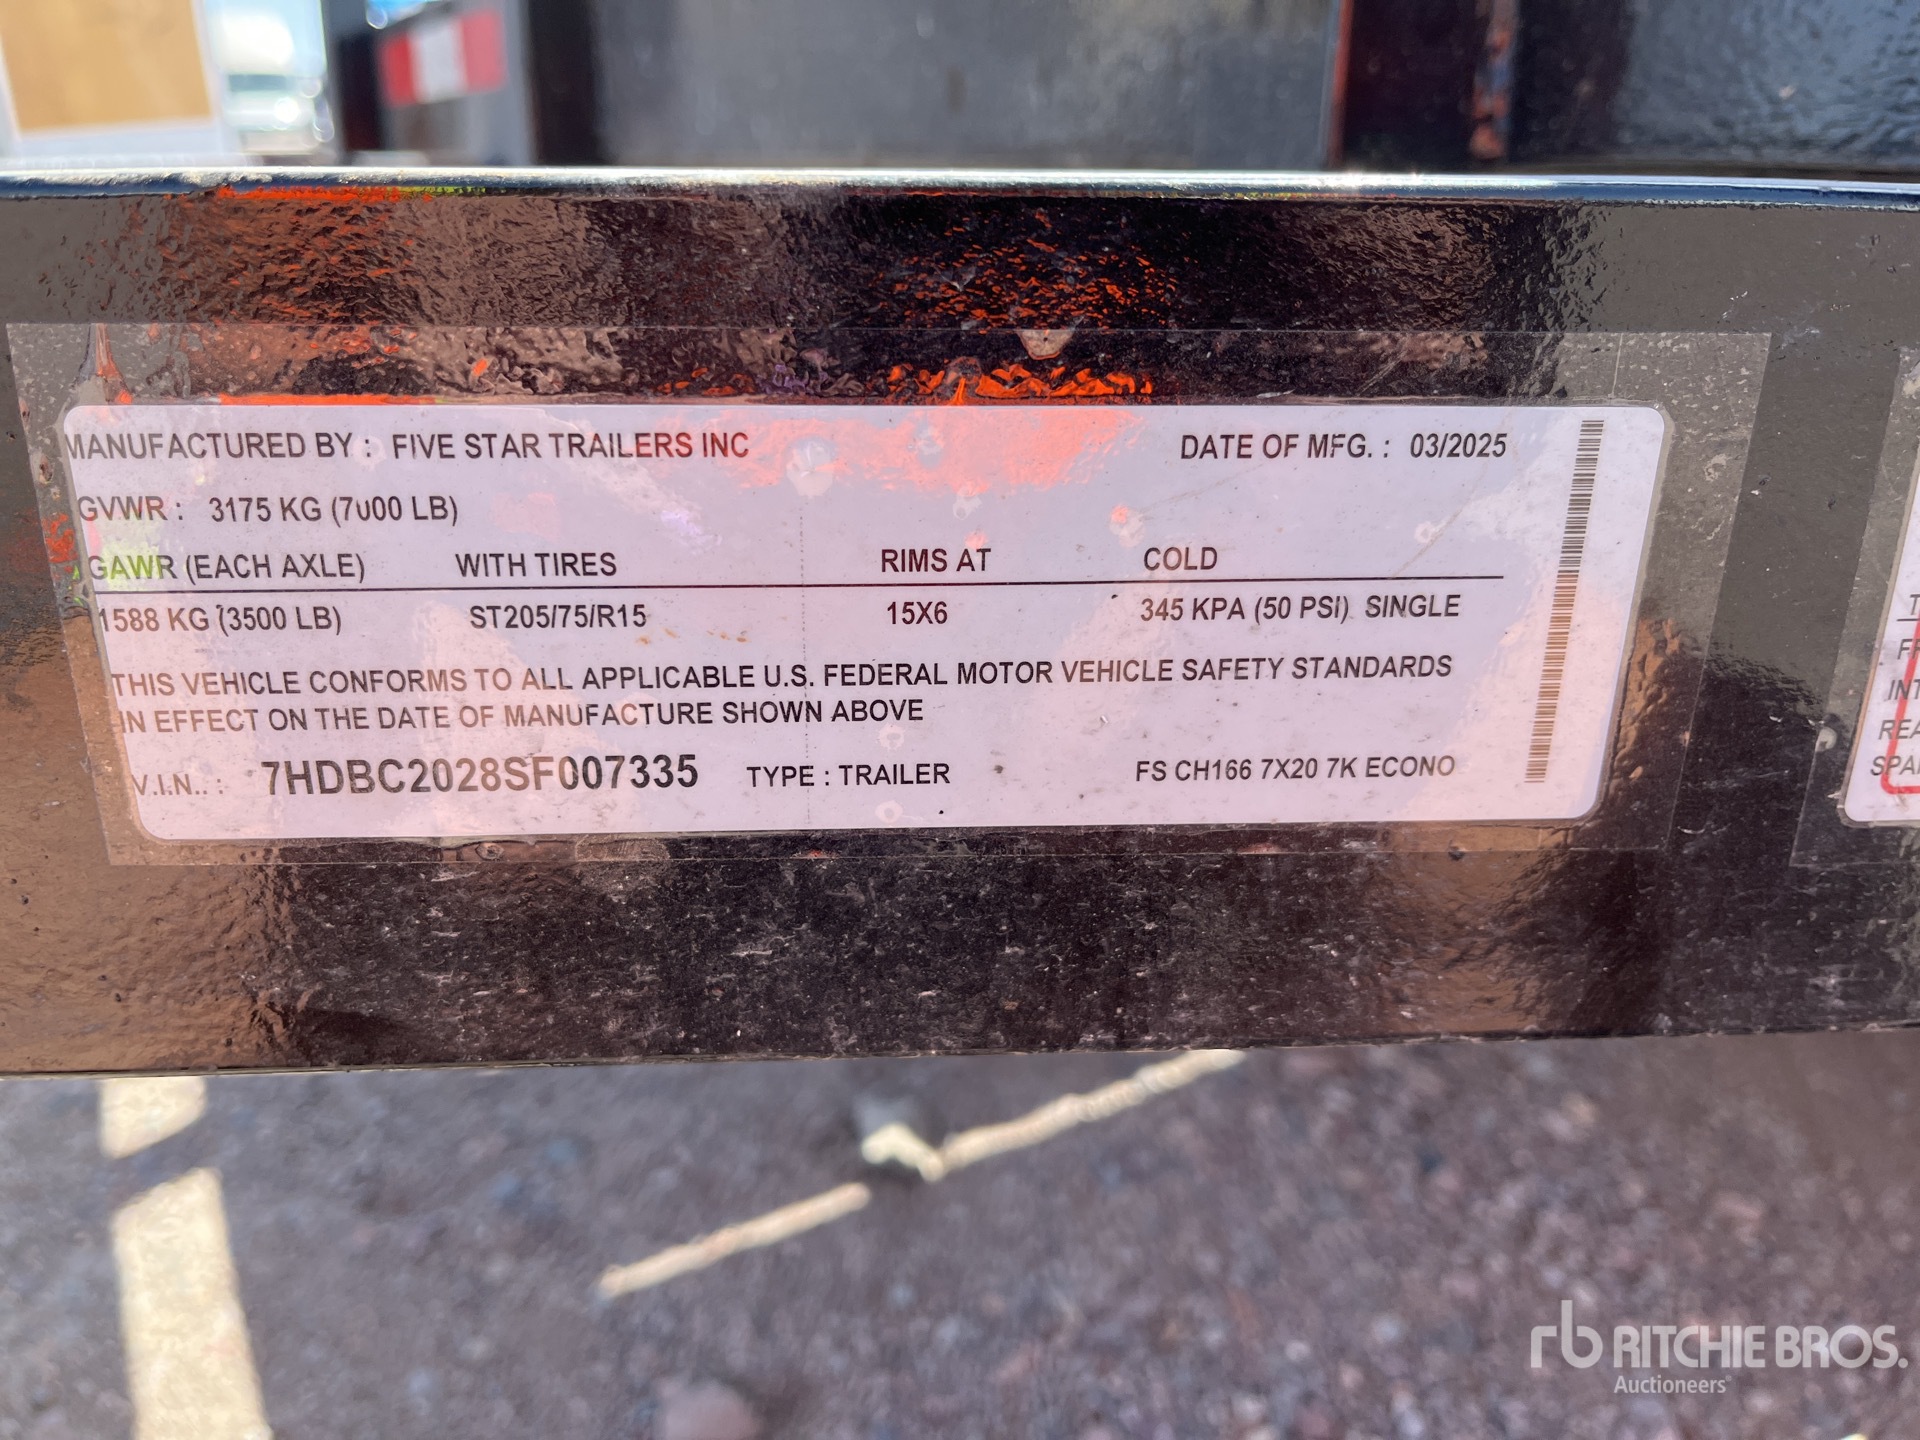 MANUFACTURED BY : FIVE STAR TRAILERS INC DATE OF MFG. : 03/2025
GVWR : 3175 KG (7000 LB)
GAWR (EACH AXLE) WITH TIRES RIMS AT COLD
1588 KG (3500 LB) ST205/75/R15 15X6 345 KPA (50 PSI) SINGLE
THIS VEHICLE CONFORMS TO ALL APPLICABLE U.S. FEDERAL MOTOR VEHICLE SAFETY STANDARDS
IN EFFECT ON THE DATE OF MANUFACTURE SHOWN ABOVE
V.I.N.. : 7HDBC2028SF007335 TYPE : TRAILER FS CH166 7X20 7K ECONO
rb RITCHIE BROS.
Auctioneers